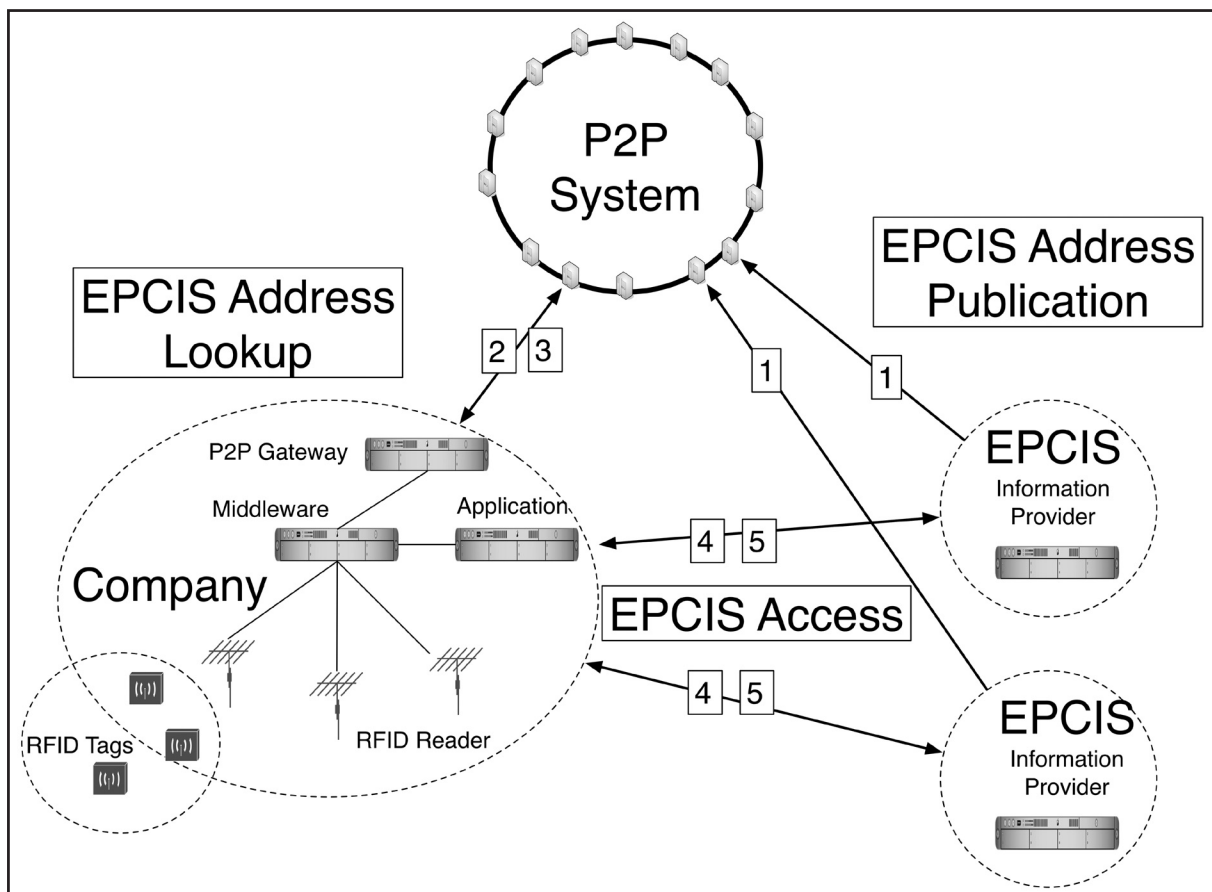 P2P
System
EPCIS Address
Publication
EPCIS Address
Lookup
2
3
1
1
P2P Gateway
EPCIS
Information
Provider
Middleware
Application
4
5
Company
EPCIS Access
4
5
RFID Tags
RFID Reader
EPCIS
Information
Provider